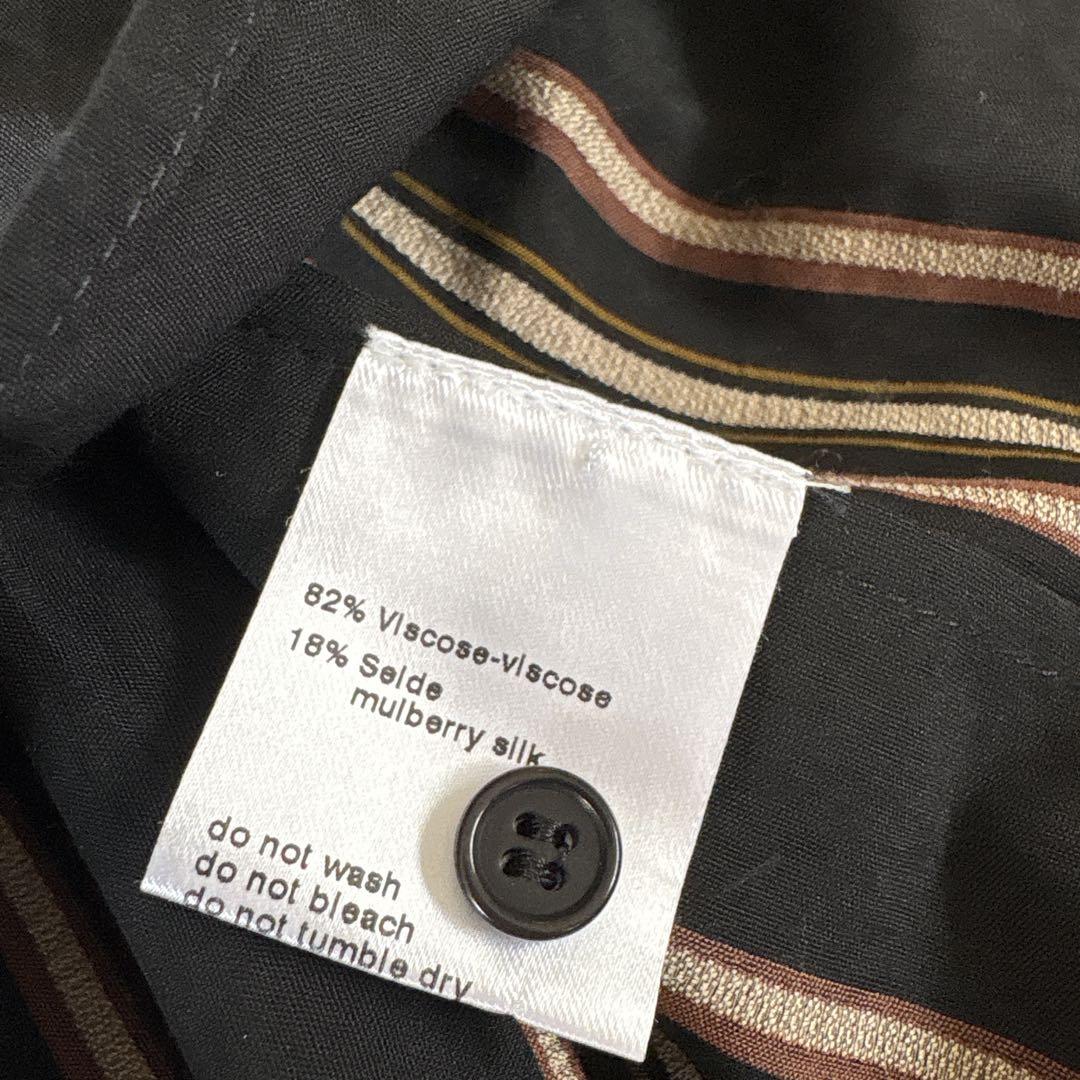 82% Viscose-viscose
18% Seide
mulberry silk
do not wash
do not bleach
do not tumble dry